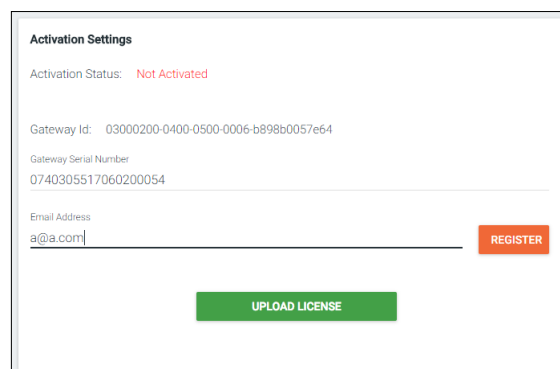 Activation Settings
Activation Status: Not Activated
Gateway Id: 03000200-0400-0500-0006-b898b0057e64
Gateway Serial Number
0740305517060200054
Email Address
a@a.com
REGISTER
UPLOAD LICENSE